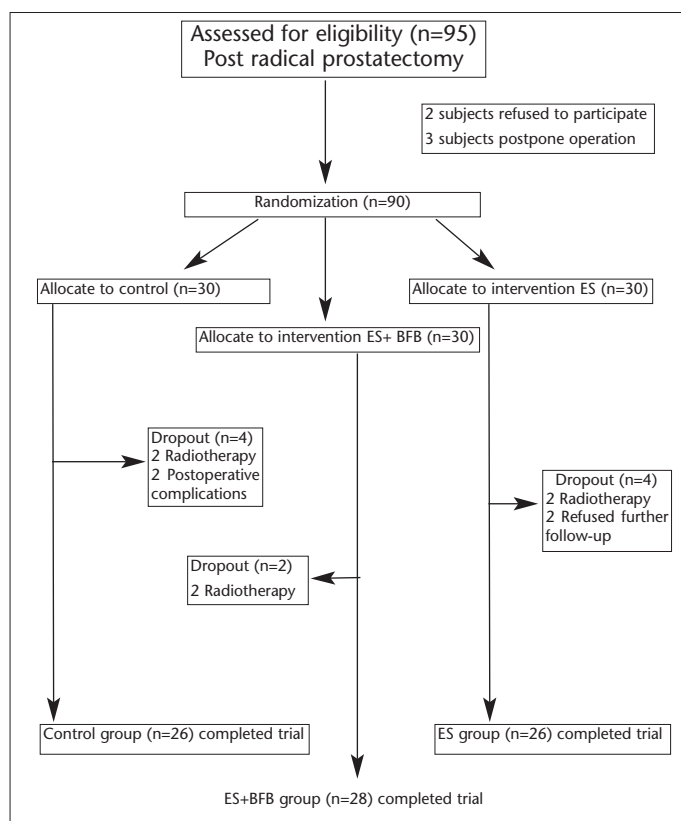 Assessed for eligibility (n=95)
Post radical prostatectomy
2 subjects refused to participate
3 subjects postpone operation
Randomization (n=90)
Allocate to control (n=30)
Allocate to intervention ES (n=30)
Allocate to intervention ES+ BFB (n=30)
Dropout (n=4)
2 Radiotherapy
2 Postoperative
complications
Dropout (n=4)
2 Radiotherapy
2 Refused further
follow-up
Dropout (n=2)
2 Radiotherapy
Control group (n=26) completed trial
ES group (n=26) completed trial
ES+BFB group (n=28) completed trial